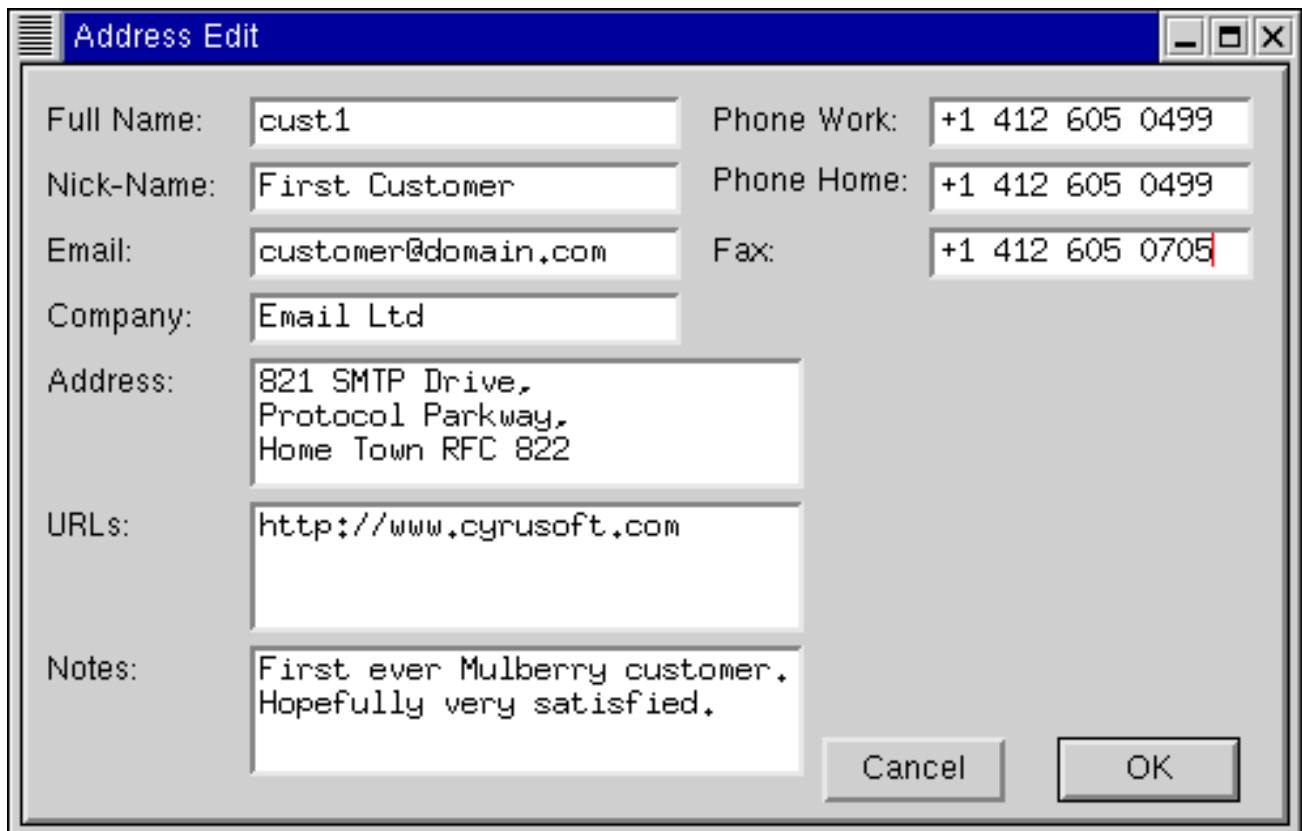 Address Edit
Full Name: cust1
Phone Work: +1 412 605 0499
Nick-Name: First Customer
Phone Home: +1 412 605 0499
Email: customer@domain.com
Fax: +1 412 605 0705
Company: Email Ltd
Address: 821 SMTP Drive,
Protocol Parkway,
Home Town RFC 822
URLs: http://www.cyrusoft.com
Notes: First ever Mulberry customer.
Hopefully very satisfied.
Cancel
OK